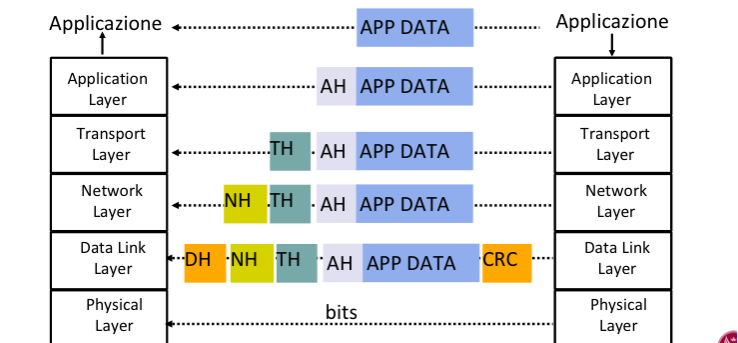 Applicazione APP DATA Applicazione
Application Layer AH APP DATA Application Layer
Transport Layer TH AH APP DATA Transport Layer
Network Layer NH TH AH APP DATA Network Layer
Data Link Layer DH NH TH AH APP DATA CRC Data Link Layer
Physical Layer bits Physical Layer